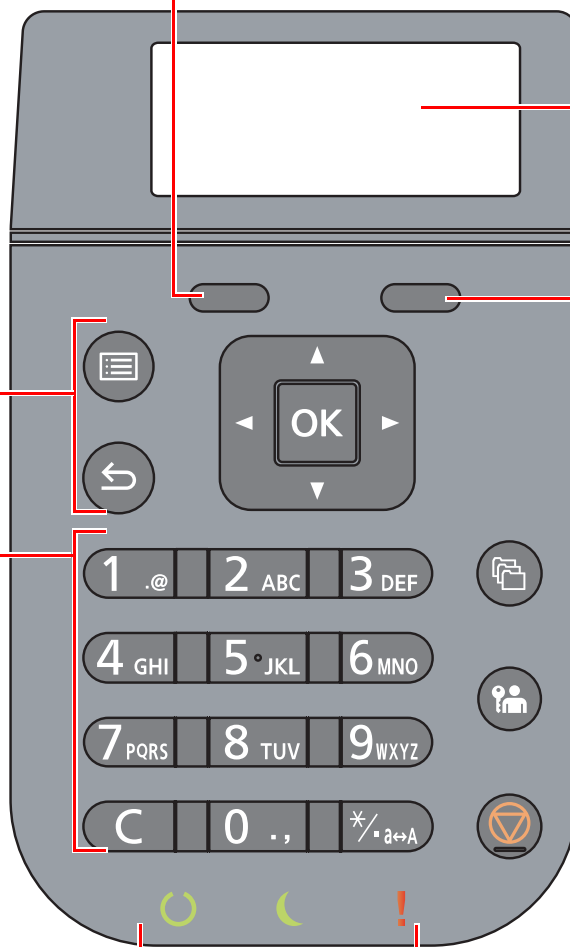 OK
1 .@ 2 ABC 3 DEF
4 GHI 5 JKL 6 MNO
7 PQRS 8 TUV 9 WXYZ
C 0 ., */. a↔A
!